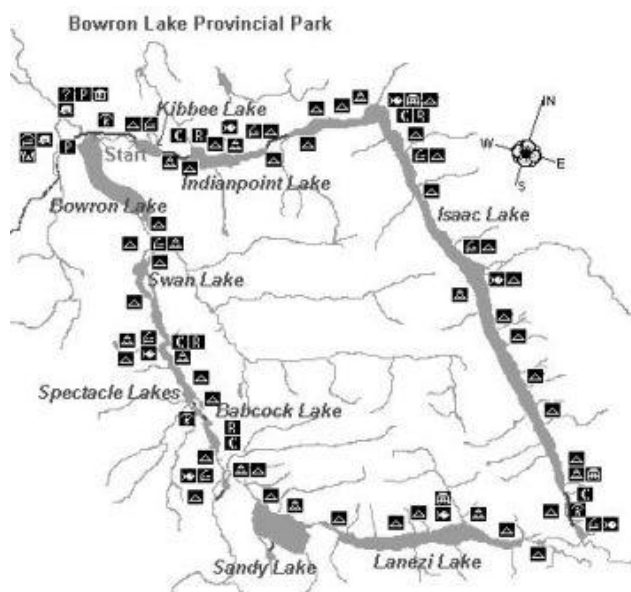 Bowron Lake Provincial Park
? P
Kibbee Lake
C R
C R
P
Start
IN
W
E
S
Indianpoint Lake
Bowron Lake
Isaac Lake
Swan Lake
C R
Spectacle Lakes
Babcock Lake
R
C
C
Sandy Lake
Lanezi Lake